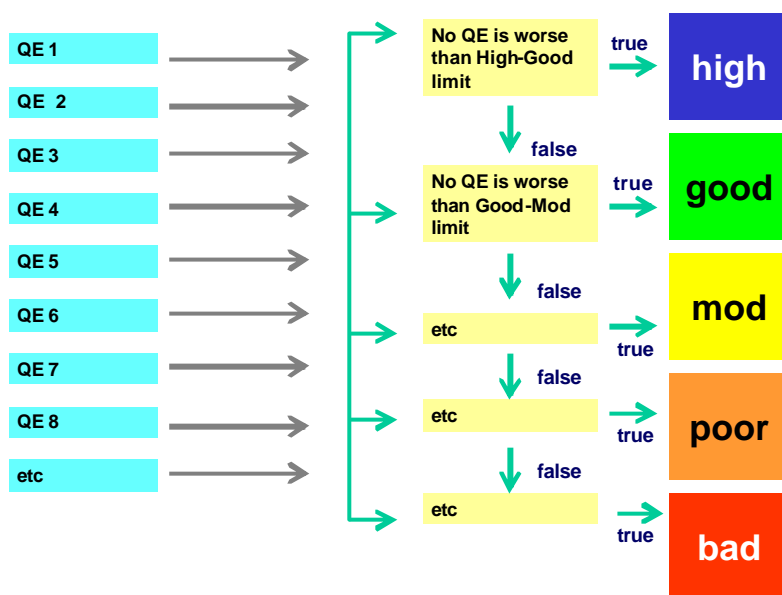 QE 1
QE 2
QE 3
QE 4
QE 5
QE 6
QE 7
QE 8
etc
No QE is worse
than High-Good
limit
true
high
false
No QE is worse
than Good-Mod
limit
true
good
false
etc
true
mod
false
etc
true
poor
false
etc
true
bad